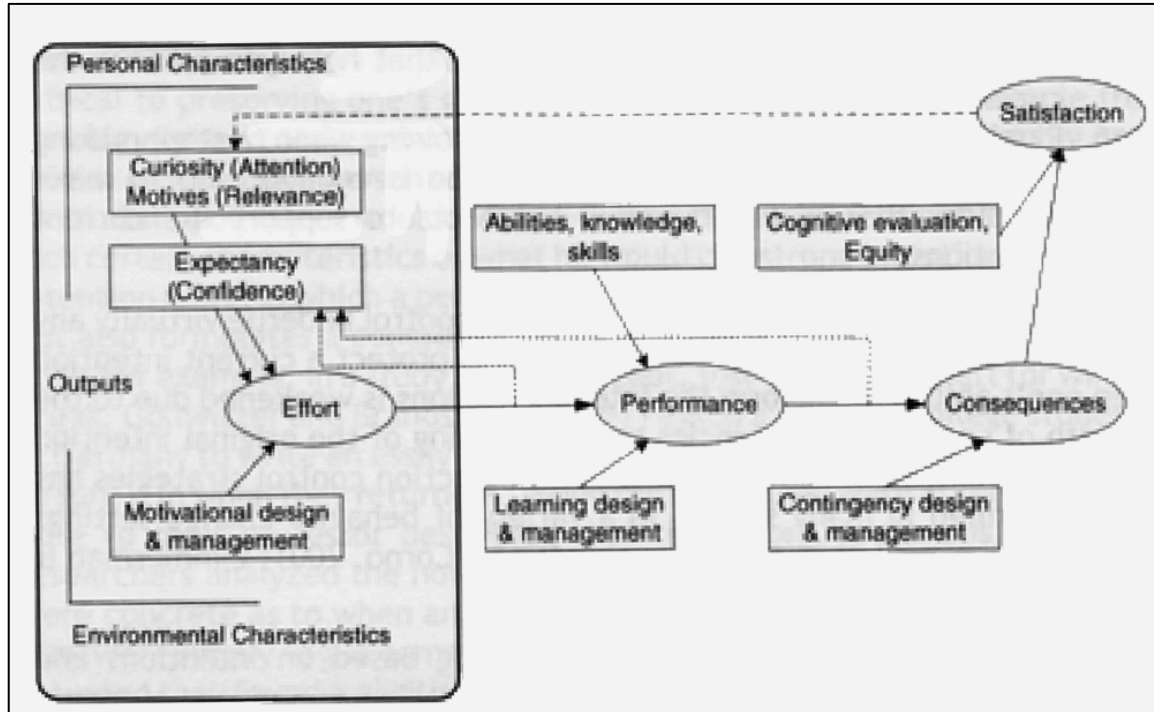 Personal Characteristics
Satisfaction
Curiosity (Attention)
Motives (Relevance)
Abilities, knowledge,
skills
Cognitive evaluation,
Equity
Expectancy
(Confidence)
Outputs
Effort
Performance
Consequences
Motivational design
& management
Learning design
& management
Contingency design
& management
Environmental Characteristics